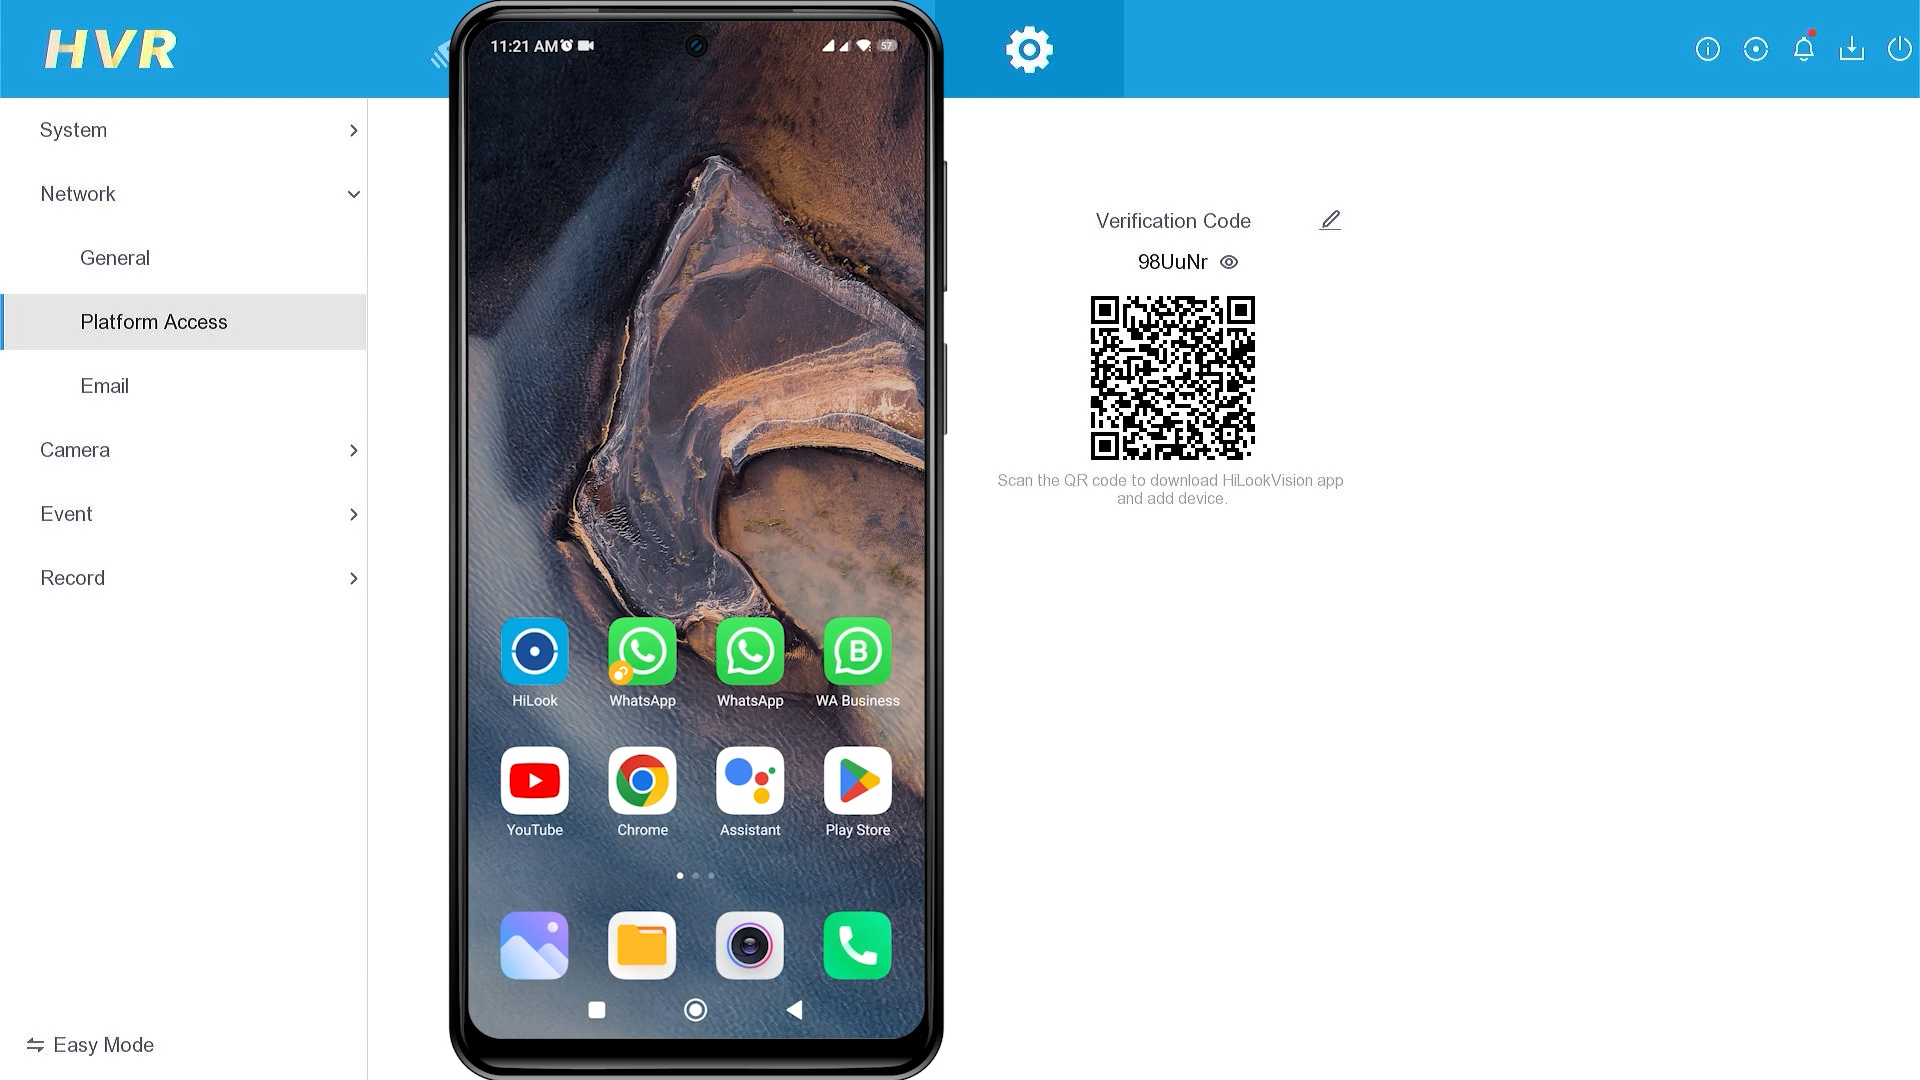 HVR
11:21 AM
57
System
Network
General
Platform Access
Email
Camera
Event
Record
Easy Mode
HiLook
WhatsApp
WhatsApp
B
WA Business
YouTube
Chrome
Assistant
Play Store
Verification Code
98UuNr
Scan the QR code to download HiLookVision app
and add device.